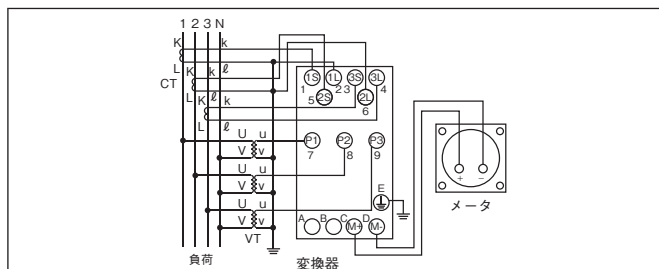 1 2 3 N
K k
1S 1L 3S 3L
L ℓ 1 2 3 4
CT K k
2S 2L
L ℓ 5 6
K k
L ℓ
U u P1 P2 P3
V v 7 8 9
U u
V v E
U u A B C D
V v M+ M-
VT
負荷
変換器
+ −
メータ